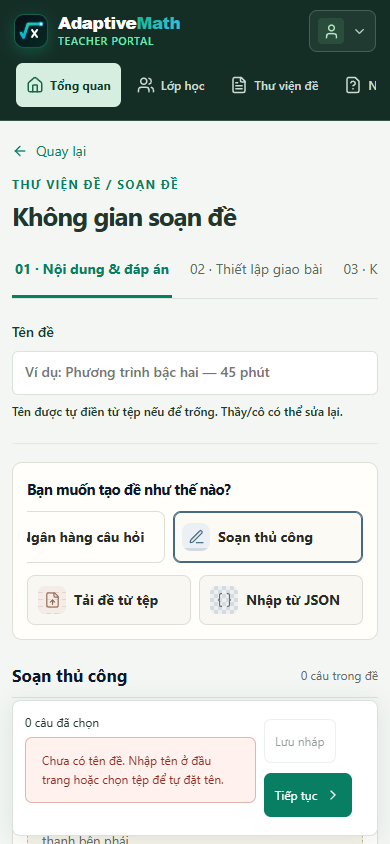 AdaptiveMath
TEACHER PORTAL
Tổng quan
Lớp học
Thư viện đề
N
Quay lại
THƯ VIỆN ĐỀ / SOẠN ĐỀ
Không gian soạn đề
01 · Nội dung & đáp án
02 · Thiết lập giao bài
03 · K
Tên đề
Ví dụ: Phương trình bậc hai — 45 phút
Tên được tự điền từ tệp nếu để trống. Thầy/cô có thể sửa lại.
Bạn muốn tạo đề như thế nào?
Ngân hàng câu hỏi
Soạn thủ công
Tải đề từ tệp
Nhập từ JSON
Soạn thủ công
0 câu trong đề
0 câu đã chọn
Chưa có tên đề. Nhập tên ở đầu
trang hoặc chọn tệp để tự đặt tên.
Lưu nháp
Tiếp tục
thanh bên phải